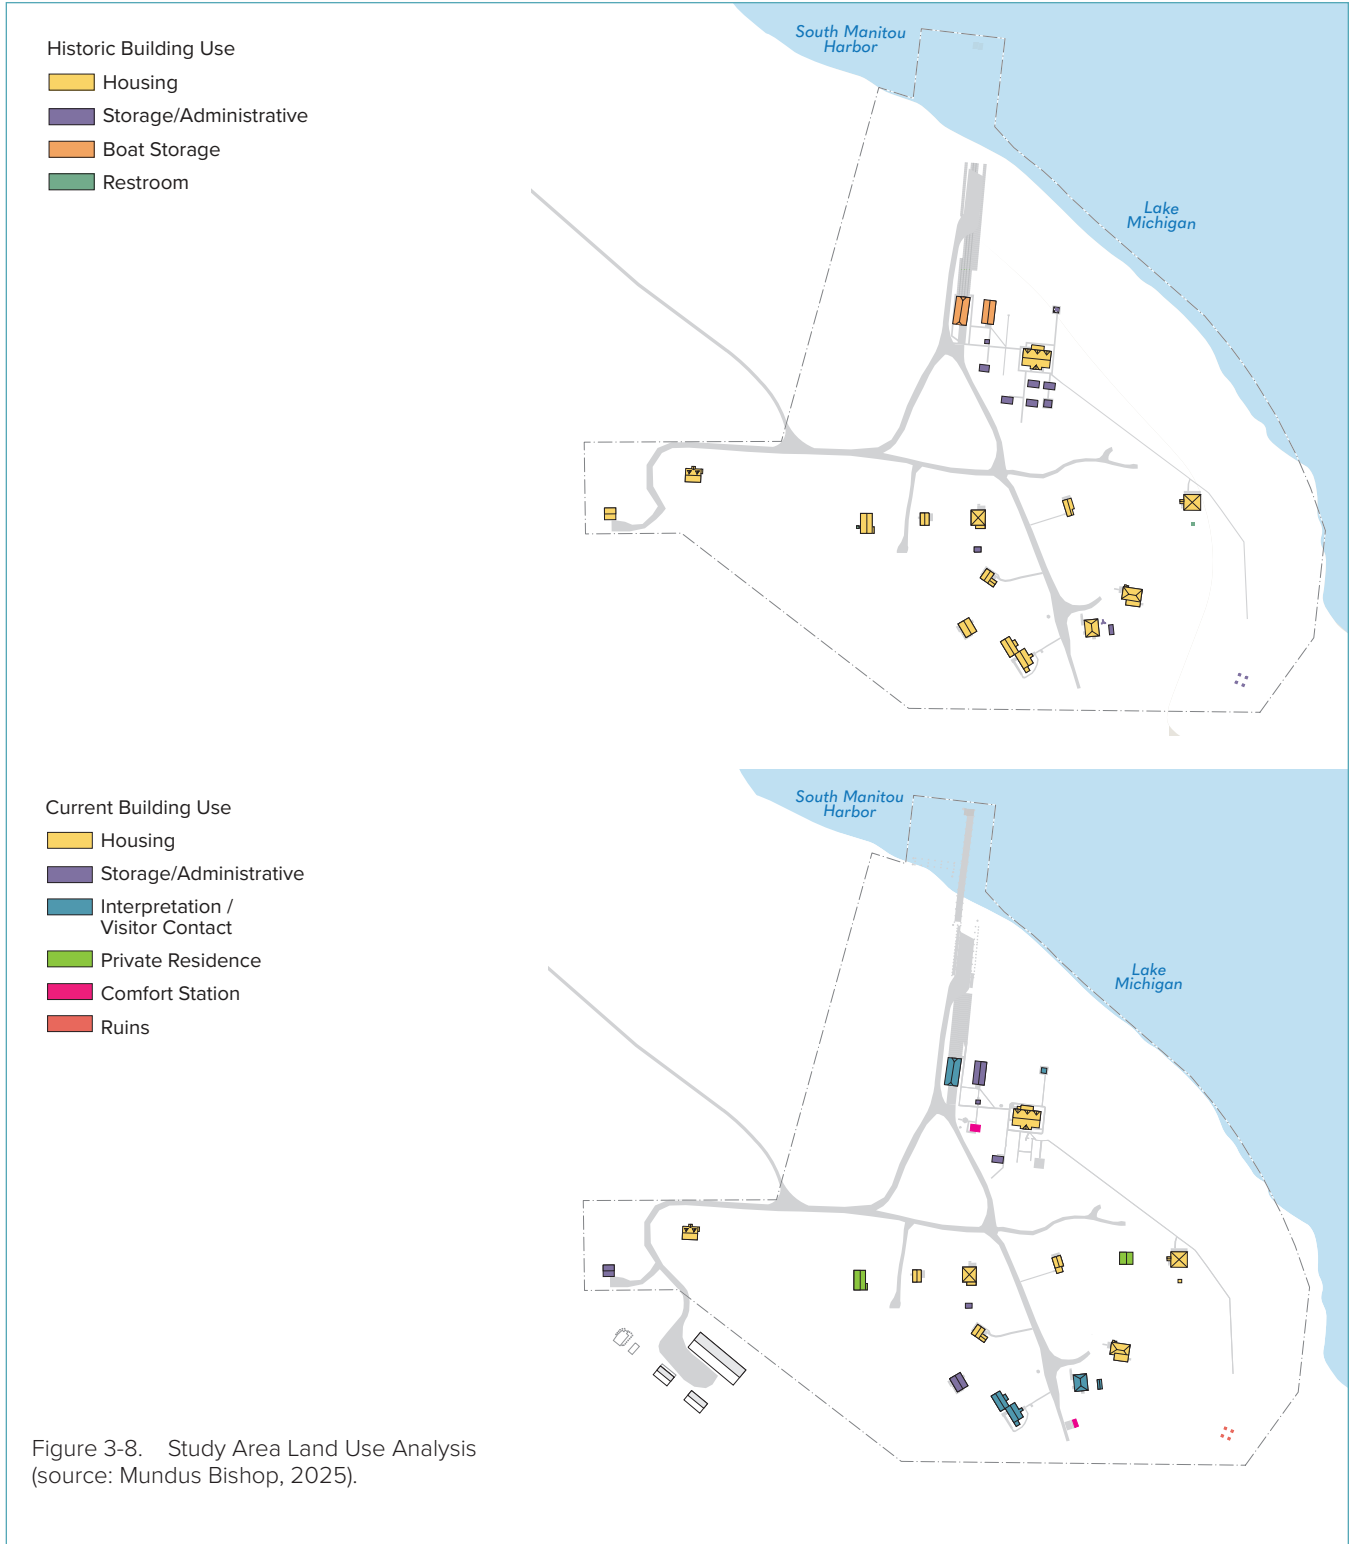 Historic Building Use
Housing
Storage/Administrative
Boat Storage
Restroom
South Manitou
Harbor
Lake
Michigan
Current Building Use
Housing
Storage/Administrative
Interpretation /
Visitor Contact
Private Residence
Comfort Station
Ruins
South Manitou
Harbor
Lake
Michigan
Figure 3-8. Study Area Land Use Analysis
(source: Mundus Bishop, 2025).